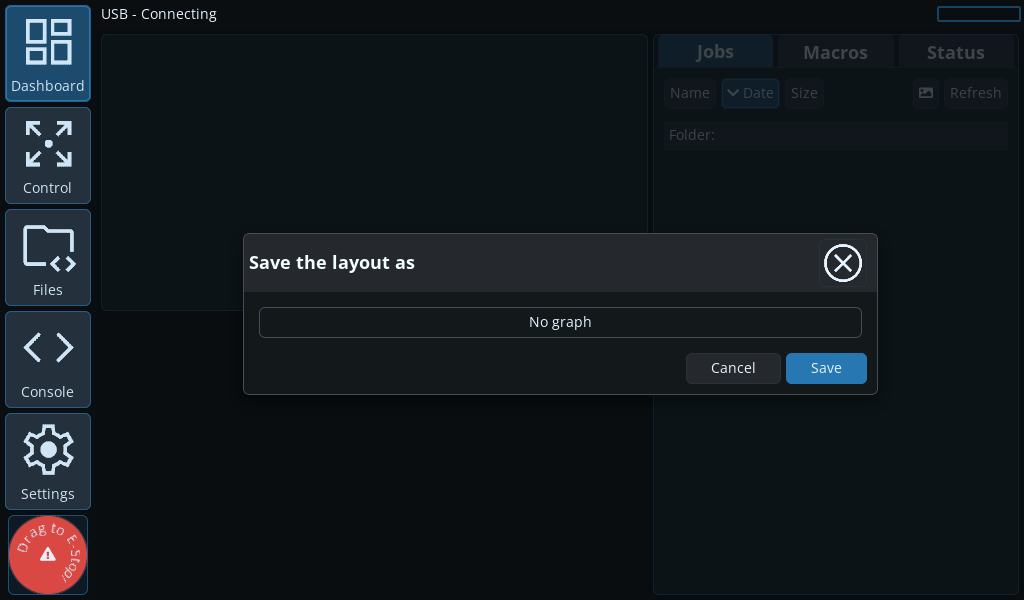 USB - Connecting
Dashboard
Control
Files
Console
Settings
Drag to E-Stop!
Jobs
Macros
Status
Name
Date
Size
Refresh
Folder:
Save the layout as
No graph
Cancel
Save